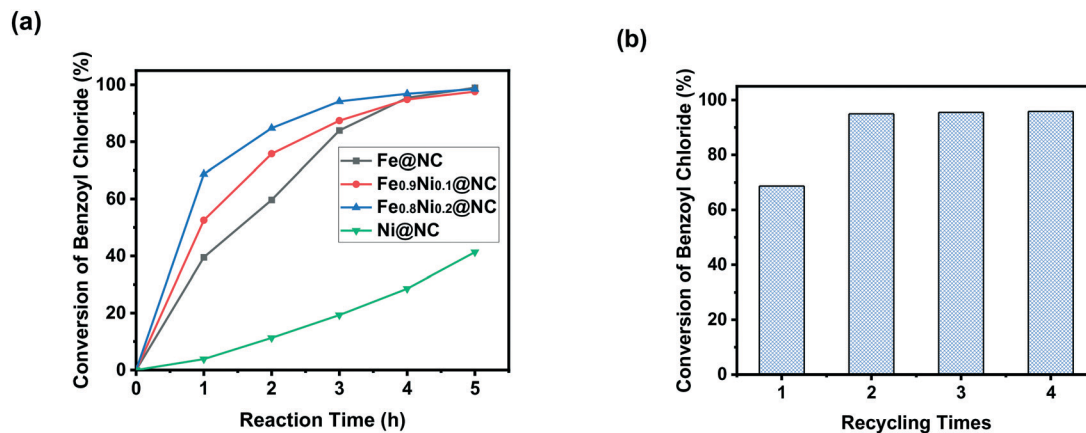 (a)
Conversion of Benzoyl Chloride (%)
100
80
60
40
20
0
Fe@NC
Fe0.9Ni0.1@NC
Fe0.8Ni0.2@NC
Ni@NC
0 1 2 3 4 5
Reaction Time (h)
(b)
Conversion of Benzoyl Chloride (%)
100
80
60
40
20
0
1 2 3 4
Recycling Times